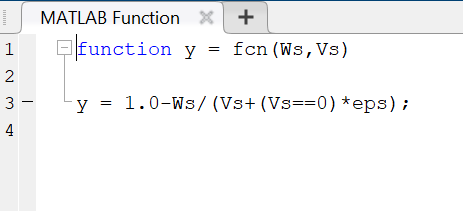 MATLAB Function
1 function y = fcn(Ws,Vs)
2
3 y = 1.0-Ws/(Vs+(Vs==0)*eps);
4